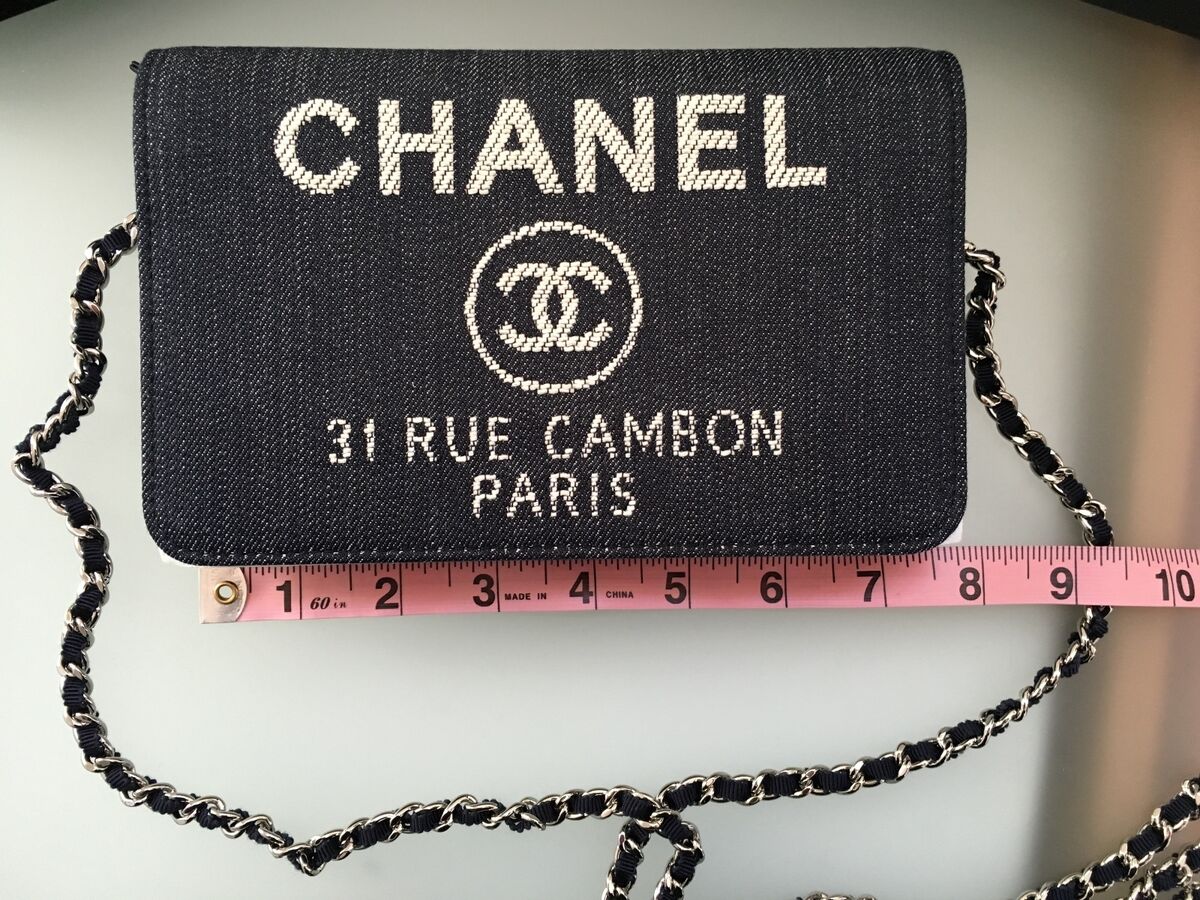 CHANEL
31 RUE CAMBON
PARIS
1 60 in 2 3 MADE IN 4 CHINA 5 6 7 8 9 10